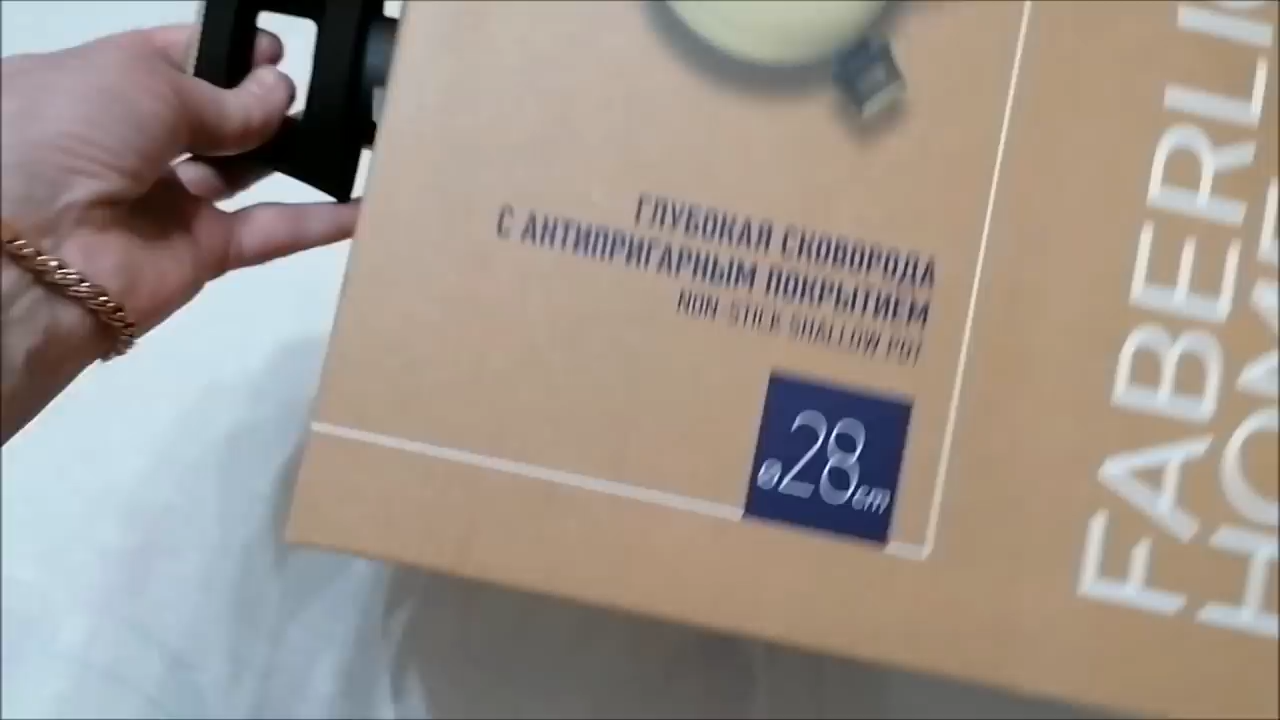 ГЛУБОКАЯ СКОВОРОДА
С АНТИПРИГАРНЫМ ПОКРЫТИЕМ
NON-STICK SHALLOW POT
ø28cm
FABERLIC
HOME